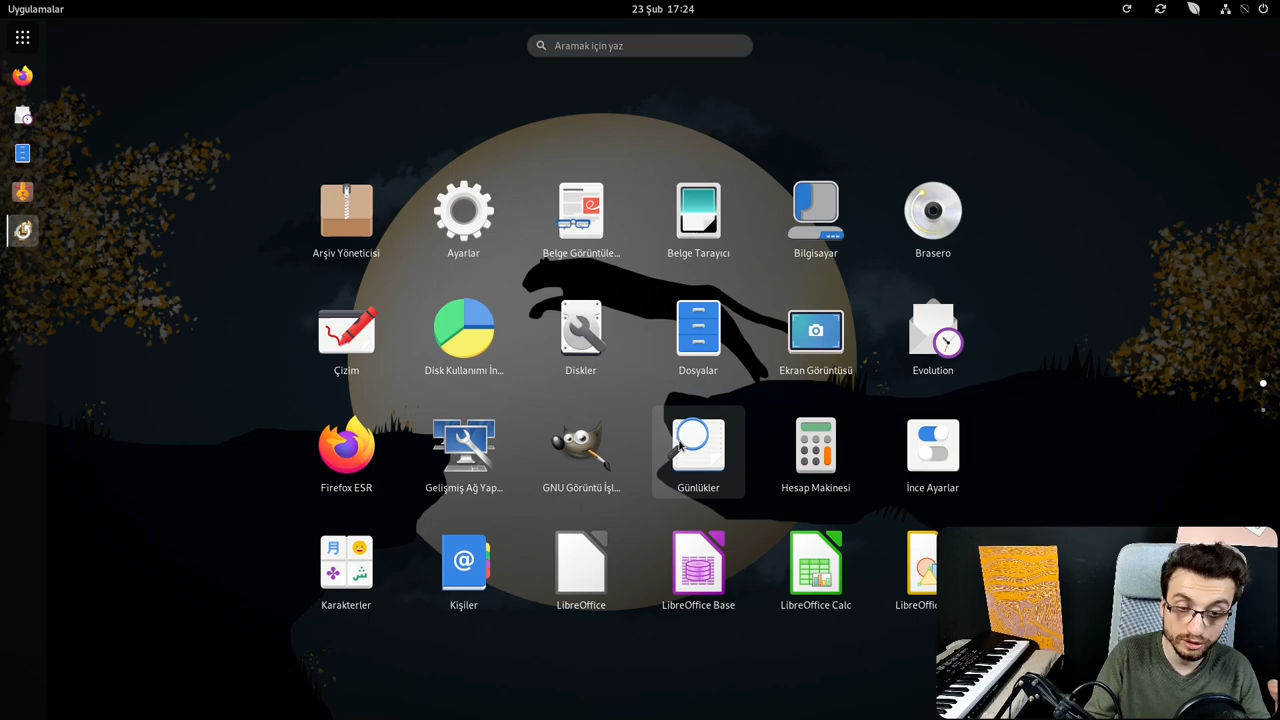 Uygulamalar
23 Şub 17:24
Aramak için yaz
Arşiv Yöneticisi
Ayarlar
Belge Görüntüle...
Belge Tarayıcı
Bilgisayar
Brasero
Çizim
Disk Kullanımı İn...
Diskler
Dosyalar
Ekran Görüntüsü
Evolution
Firefox ESR
Gelişmiş Ağ Yap...
GNU Görüntü İşl...
Günlükler
Hesap Makinesi
İnce Ayarlar
Karakterler
Kişiler
LibreOffice
LibreOffice Base
LibreOffice Calc
LibreOffic